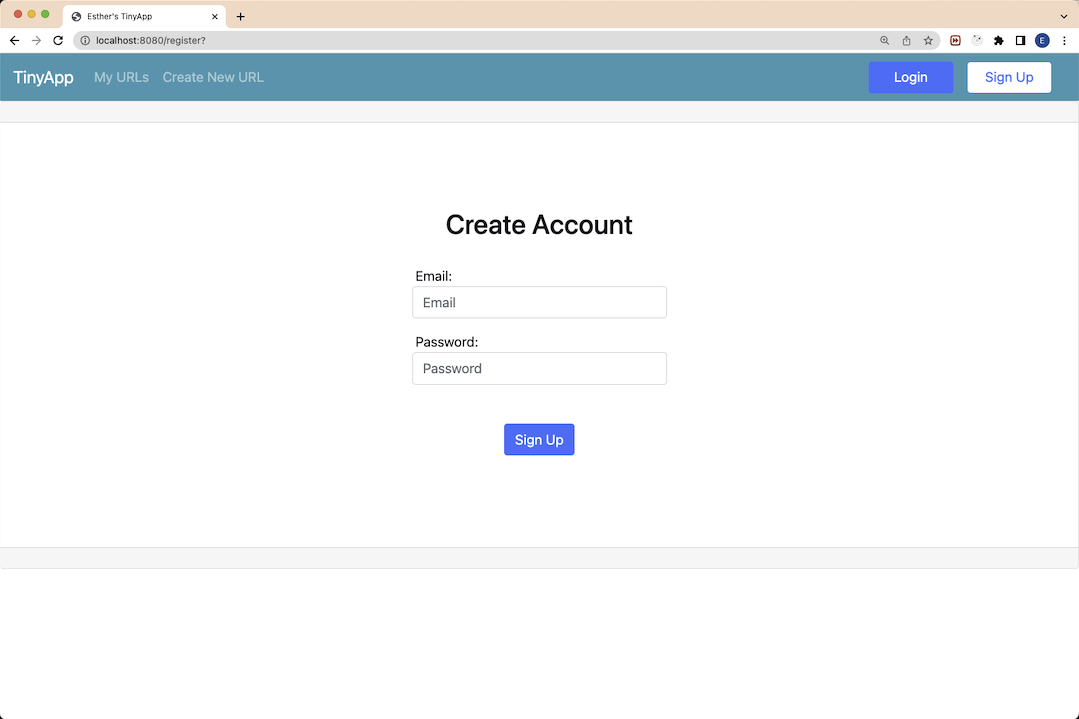 Esther's TinyApp
localhost:8080/register?
E
TinyApp My URLs Create New URL Login Sign Up
Create Account
Email:
Email
Password:
Password
Sign Up